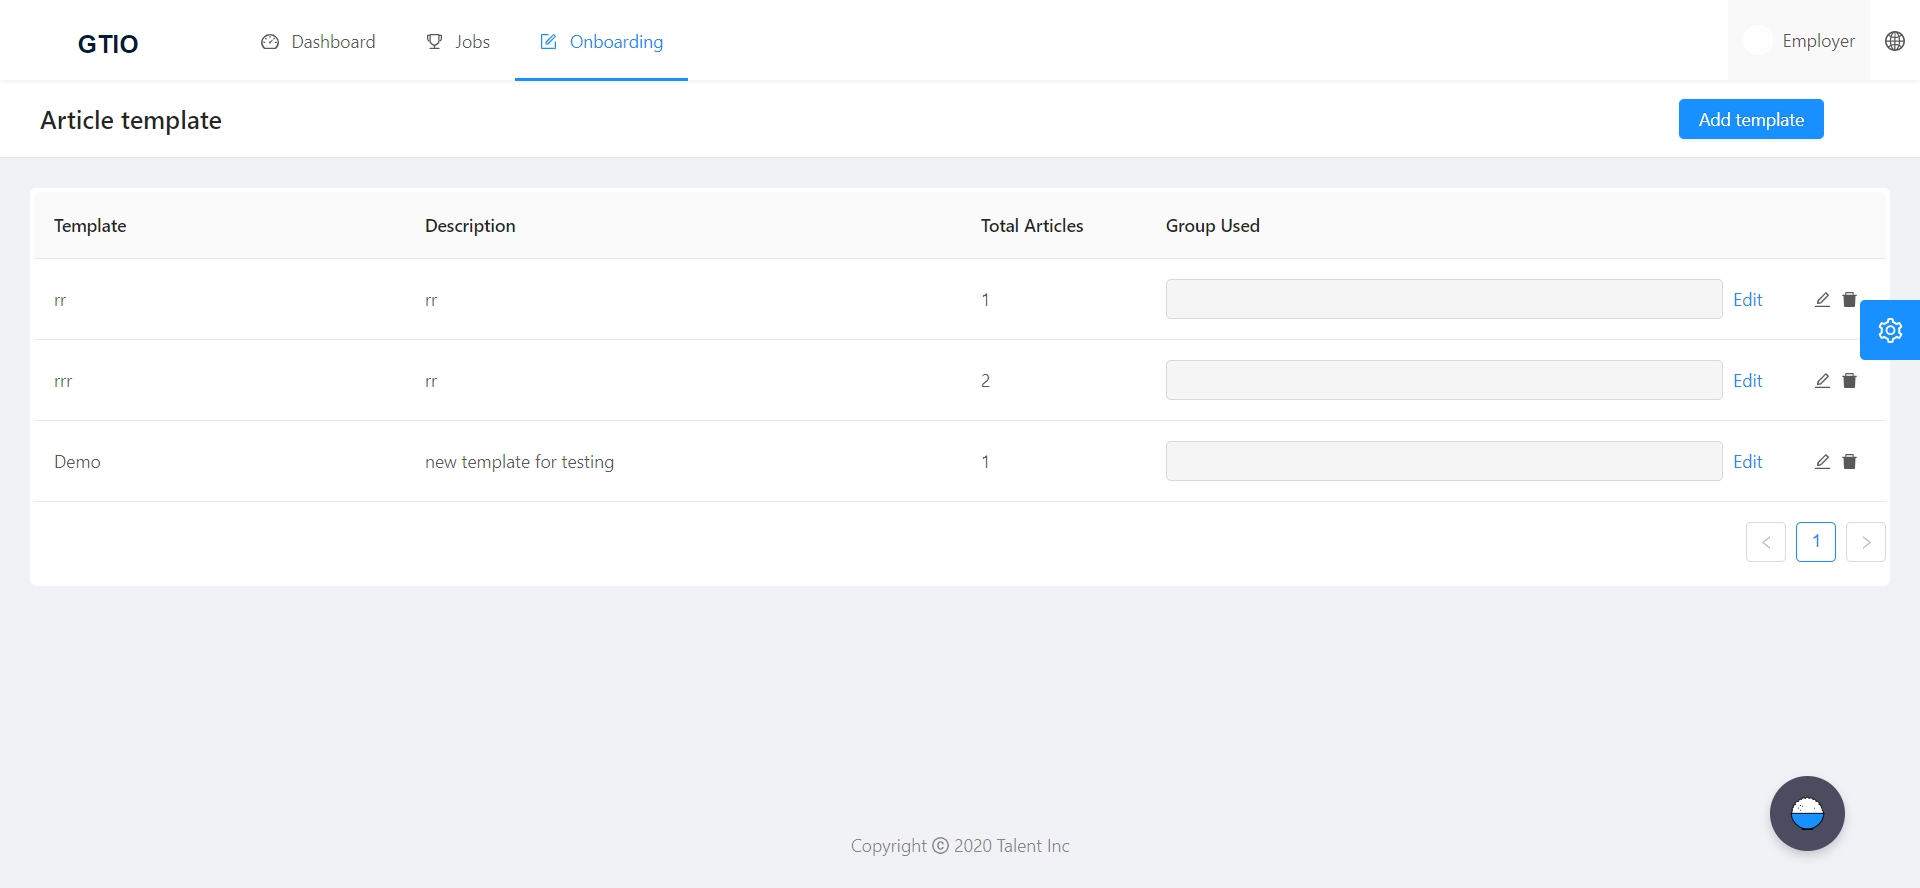 GTIO Dashboard Jobs Onboarding Employer
Article template Add template
Template Description Total Articles Group Used
rr rr 1 Edit
rrr rr 2 Edit
Demo new template for testing 1 Edit
< 1 >
Copyright © 2020 Talent Inc